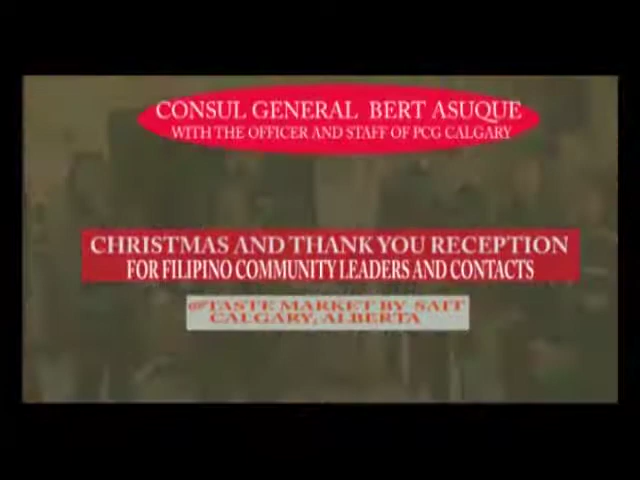 CONSUL GENERAL BERT ASUQUE
WITH THE OFFICER AND STAFF OF PCG CALGARY
CHRISTMAS AND THANK YOU RECEPTION
FOR FILIPINO COMMUNITY LEADERS AND CONTACTS
@TASTE MARKET BY SAIT
CALGARY, ALBERTA